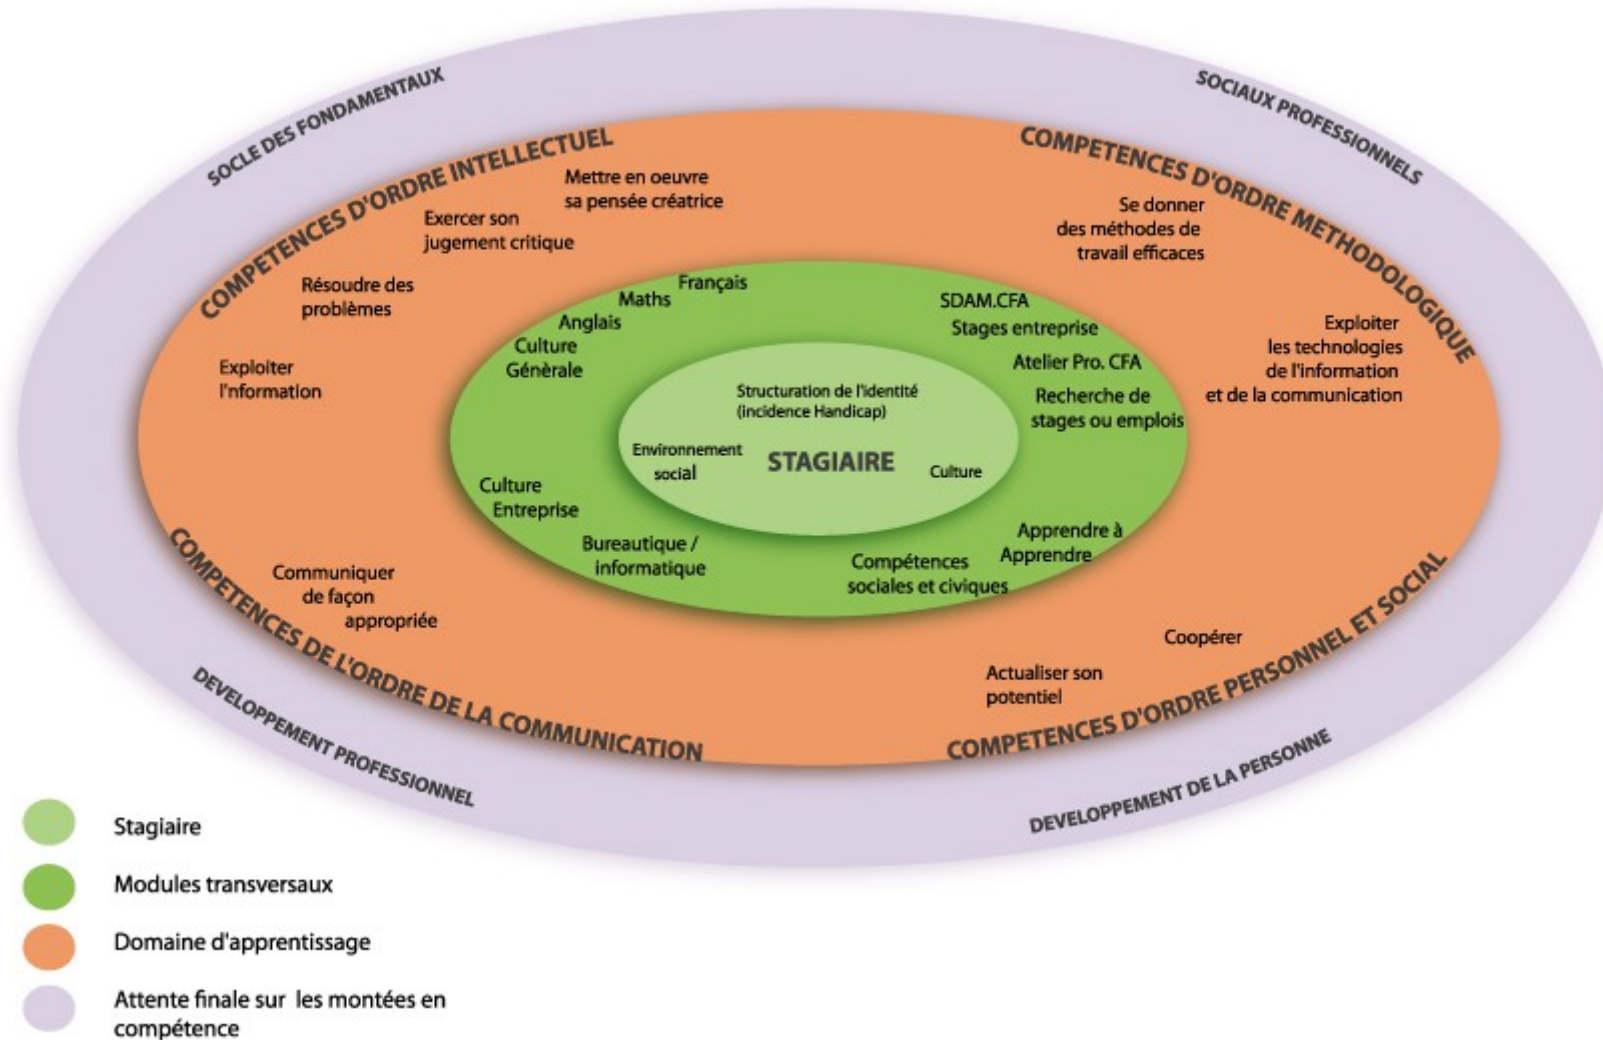 SOCLE DES FONDAMENTAUX
SOCIAUX PROFESSIONNELS
COMPETENCES D'ORDRE INTELLECTUEL
COMPETENCES D'ORDRE METHODOLOGIQUE
Mettre en oeuvre
sa pensée créatrice
Exercer son
jugement critique
Résoudre des
problèmes
Exploiter
l'nformation
Se donner
des méthodes de
travail efficaces
Exploiter
les technologies
de l'information
et de la communication
Français
Maths
Anglais
Culture
Génèrale
SDAM.CFA
Stages entreprise
Atelier Pro. CFA
Recherche de
stages ou emplois
Structuration de l'identité
(incidence Handicap)
Environnement
social
STAGIAIRE
Culture
Culture
Entreprise
Bureautique /
informatique
Compétences
sociales et civiques
Apprendre à
Apprendre
Communiquer
de façon
appropriée
Coopérer
Actualiser son
potentiel
COMPETENCES DE L'ORDRE DE LA COMMUNICATION
COMPETENCES D'ORDRE PERSONNEL ET SOCIAL
DEVELOPPEMENT PROFESSIONNEL
DEVELOPPEMENT DE LA PERSONNE
Stagiaire
Modules transversaux
Domaine d'apprentissage
Attente finale sur les montées en
compétence